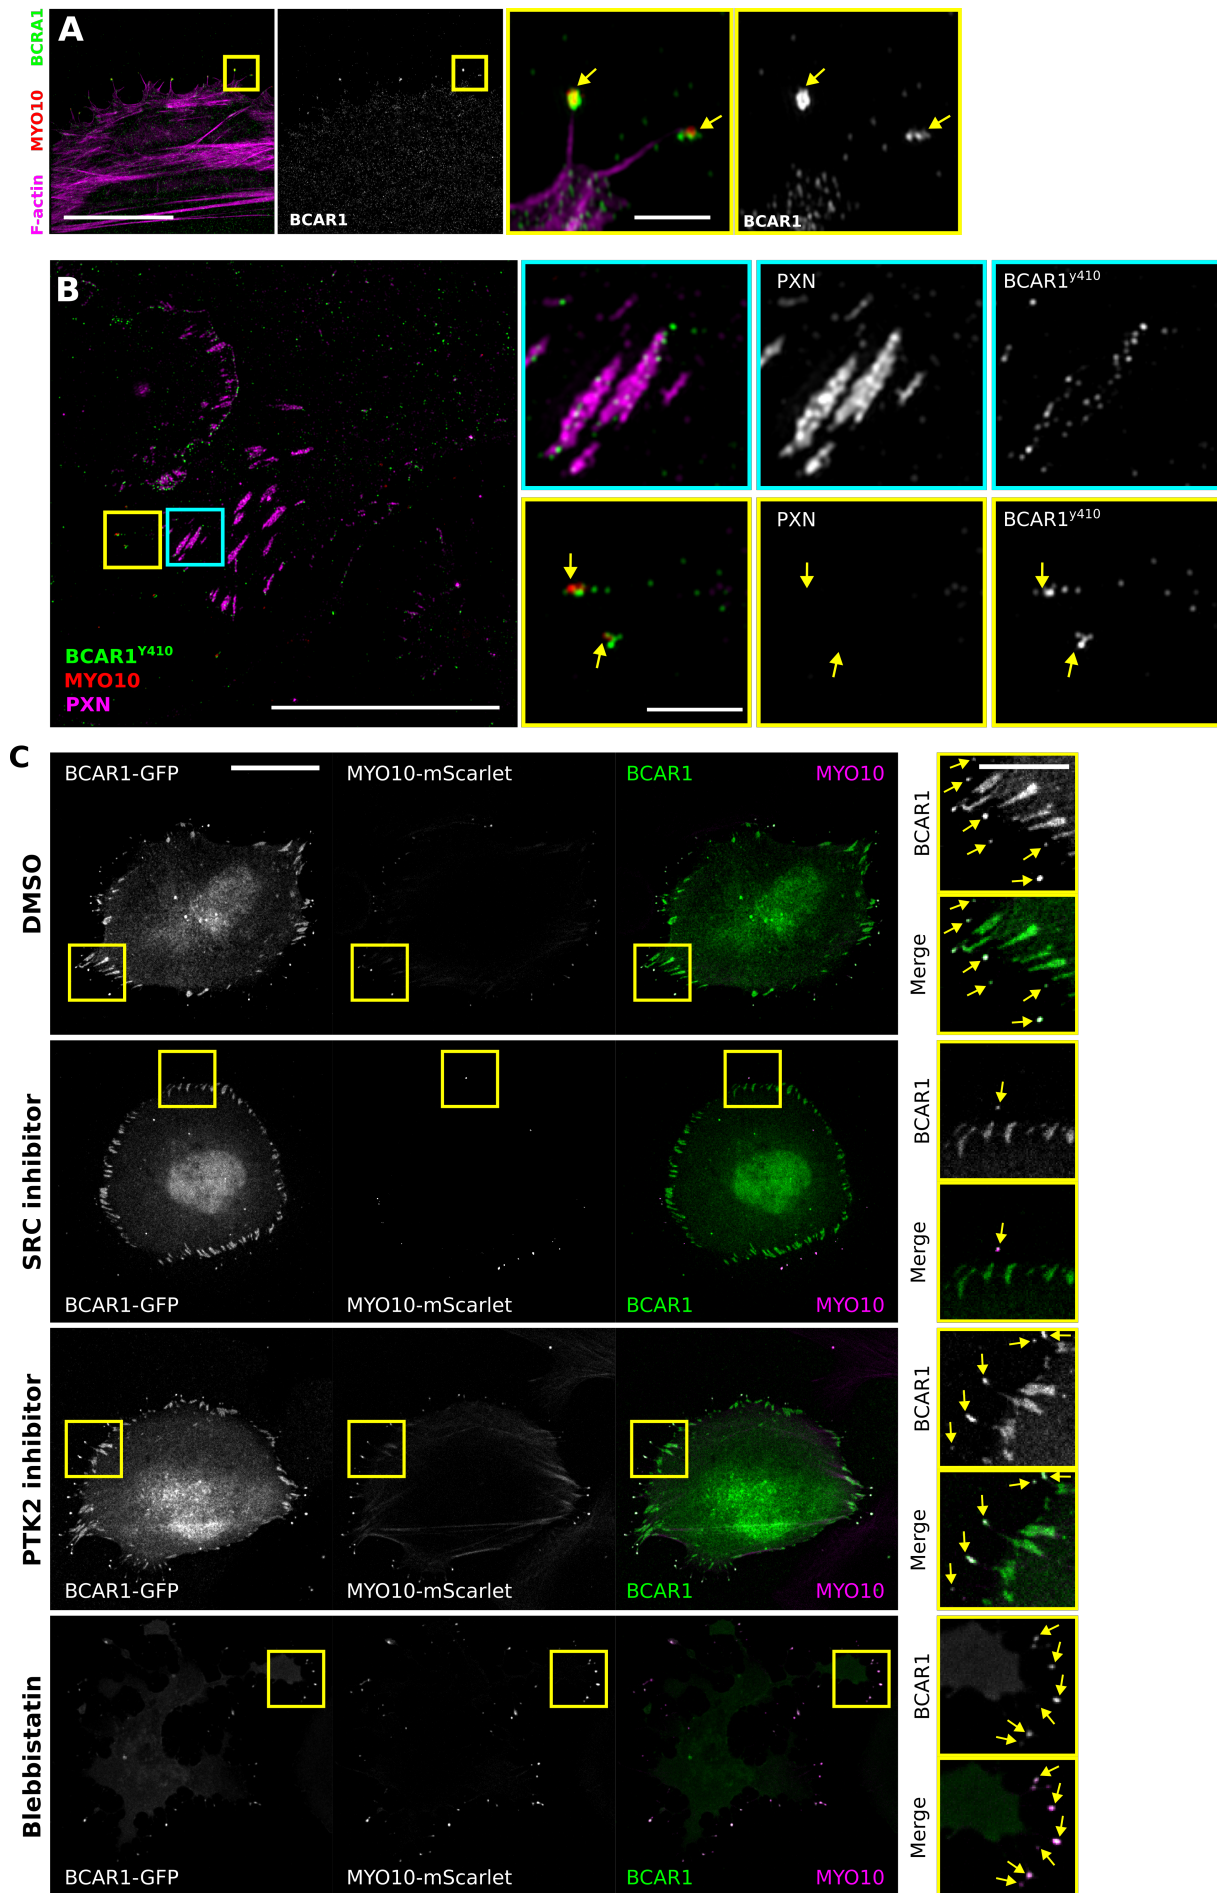 A
F-actin MYO10 BCRA1
BCAR1
BCAR1
B
BCAR1Y410
MYO10
PXN
PXN
BCAR1y410
PXN
BCAR1y410
C
DMSO
BCAR1-GFP
MYO10-mScarlet
BCAR1 MYO10
BCAR1
Merge
SRC inhibitor
BCAR1-GFP
MYO10-mScarlet
BCAR1 MYO10
BCAR1
Merge
PTK2 inhibitor
BCAR1-GFP
MYO10-mScarlet
BCAR1 MYO10
BCAR1
Merge
Blebbistatin
BCAR1-GFP
MYO10-mScarlet
BCAR1 MYO10
BCAR1
Merge